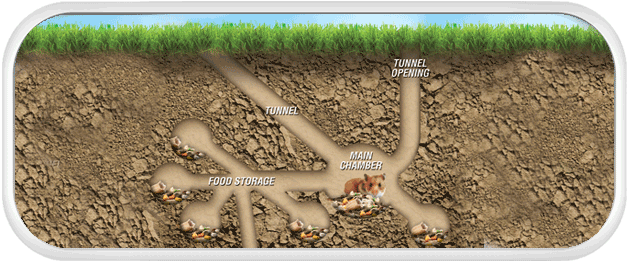 TUNNEL
OPENING
TUNNEL
MAIN
CHAMBER
FOOD STORAGE